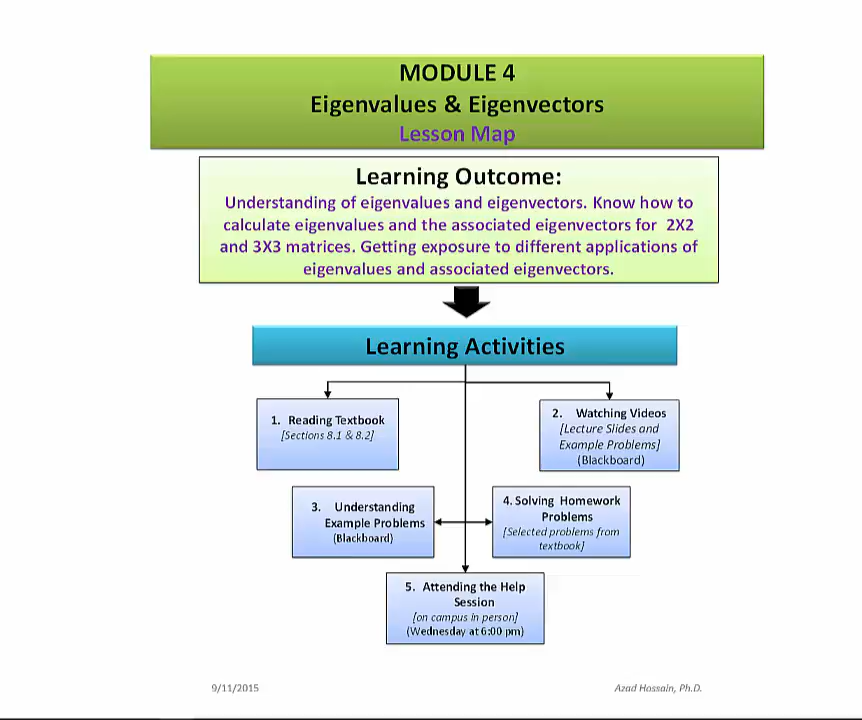 MODULE 4
Eigenvalues & Eigenvectors
Lesson Map
Learning Outcome:
Understanding of eigenvalues and eigenvectors. Know how to
calculate eigenvalues and the associated eigenvectors for 2X2
and 3X3 matrices. Getting exposure to different applications of
eigenvalues and associated eigenvectors.
Learning Activities
1. Reading Textbook
[Sections 8.1 & 8.2]
2. Watching Videos
[Lecture Slides and
Example Problems]
(Blackboard)
3. Understanding
Example Problems
(Blackboard)
4. Solving Homework
Problems
[Selected problems from
textbook]
5. Attending the Help
Session
[on campus in person]
(Wednesday at 6:00 pm)
9/11/2015
Azad Hossain, Ph.D.